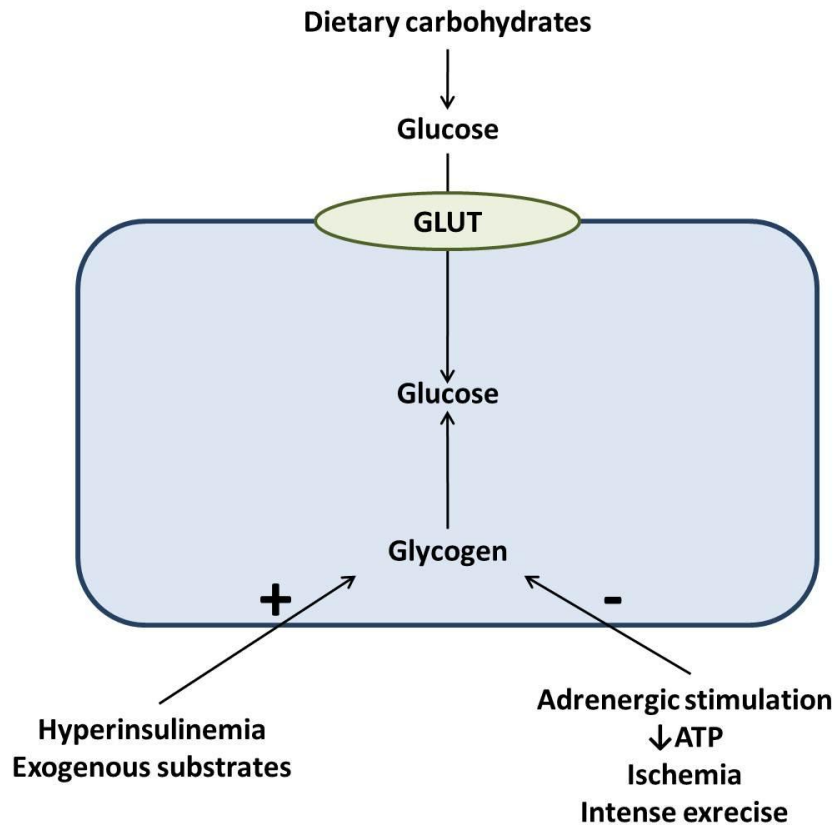 Dietary carbohydrates
Glucose
GLUT
Glucose
Glycogen
+
-
Hyperinsulinemia
Exogenous substrates
Adrenergic stimulation
↓ATP
Ischemia
Intense exrecise